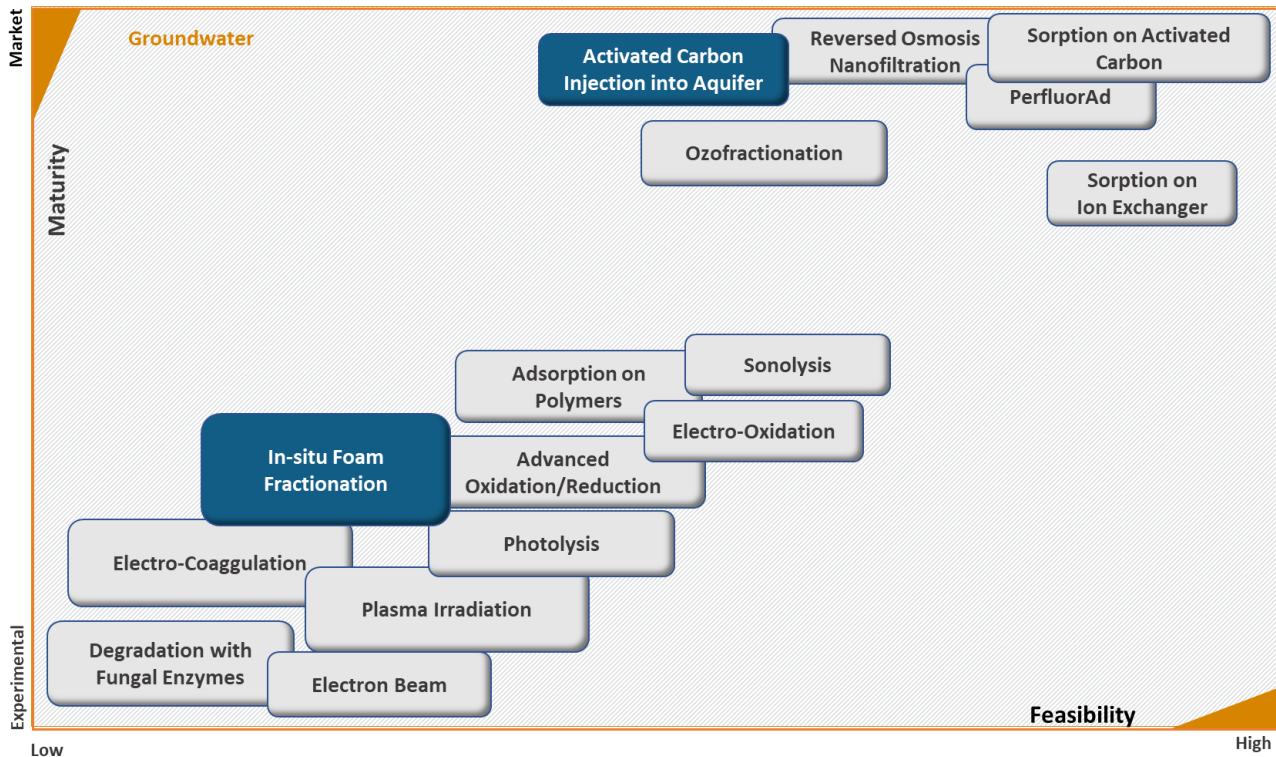 Market
Groundwater
Activated Carbon
Injection into Aquifer
Reversed Osmosis
Nanofiltration
Sorption on Activated
Carbon
PerfluorAd
Ozofractionation
Maturity
Sorption on
Ion Exchanger
Sonolysis
Adsorption on
Polymers
Electro-Oxidation
In-situ Foam
Fractionation
Advanced
Oxidation/Reduction
Photolysis
Electro-Coaggulation
Plasma Irradiation
Degradation with
Fungal Enzymes
Electron Beam
Experimental
Feasibility
Low
High